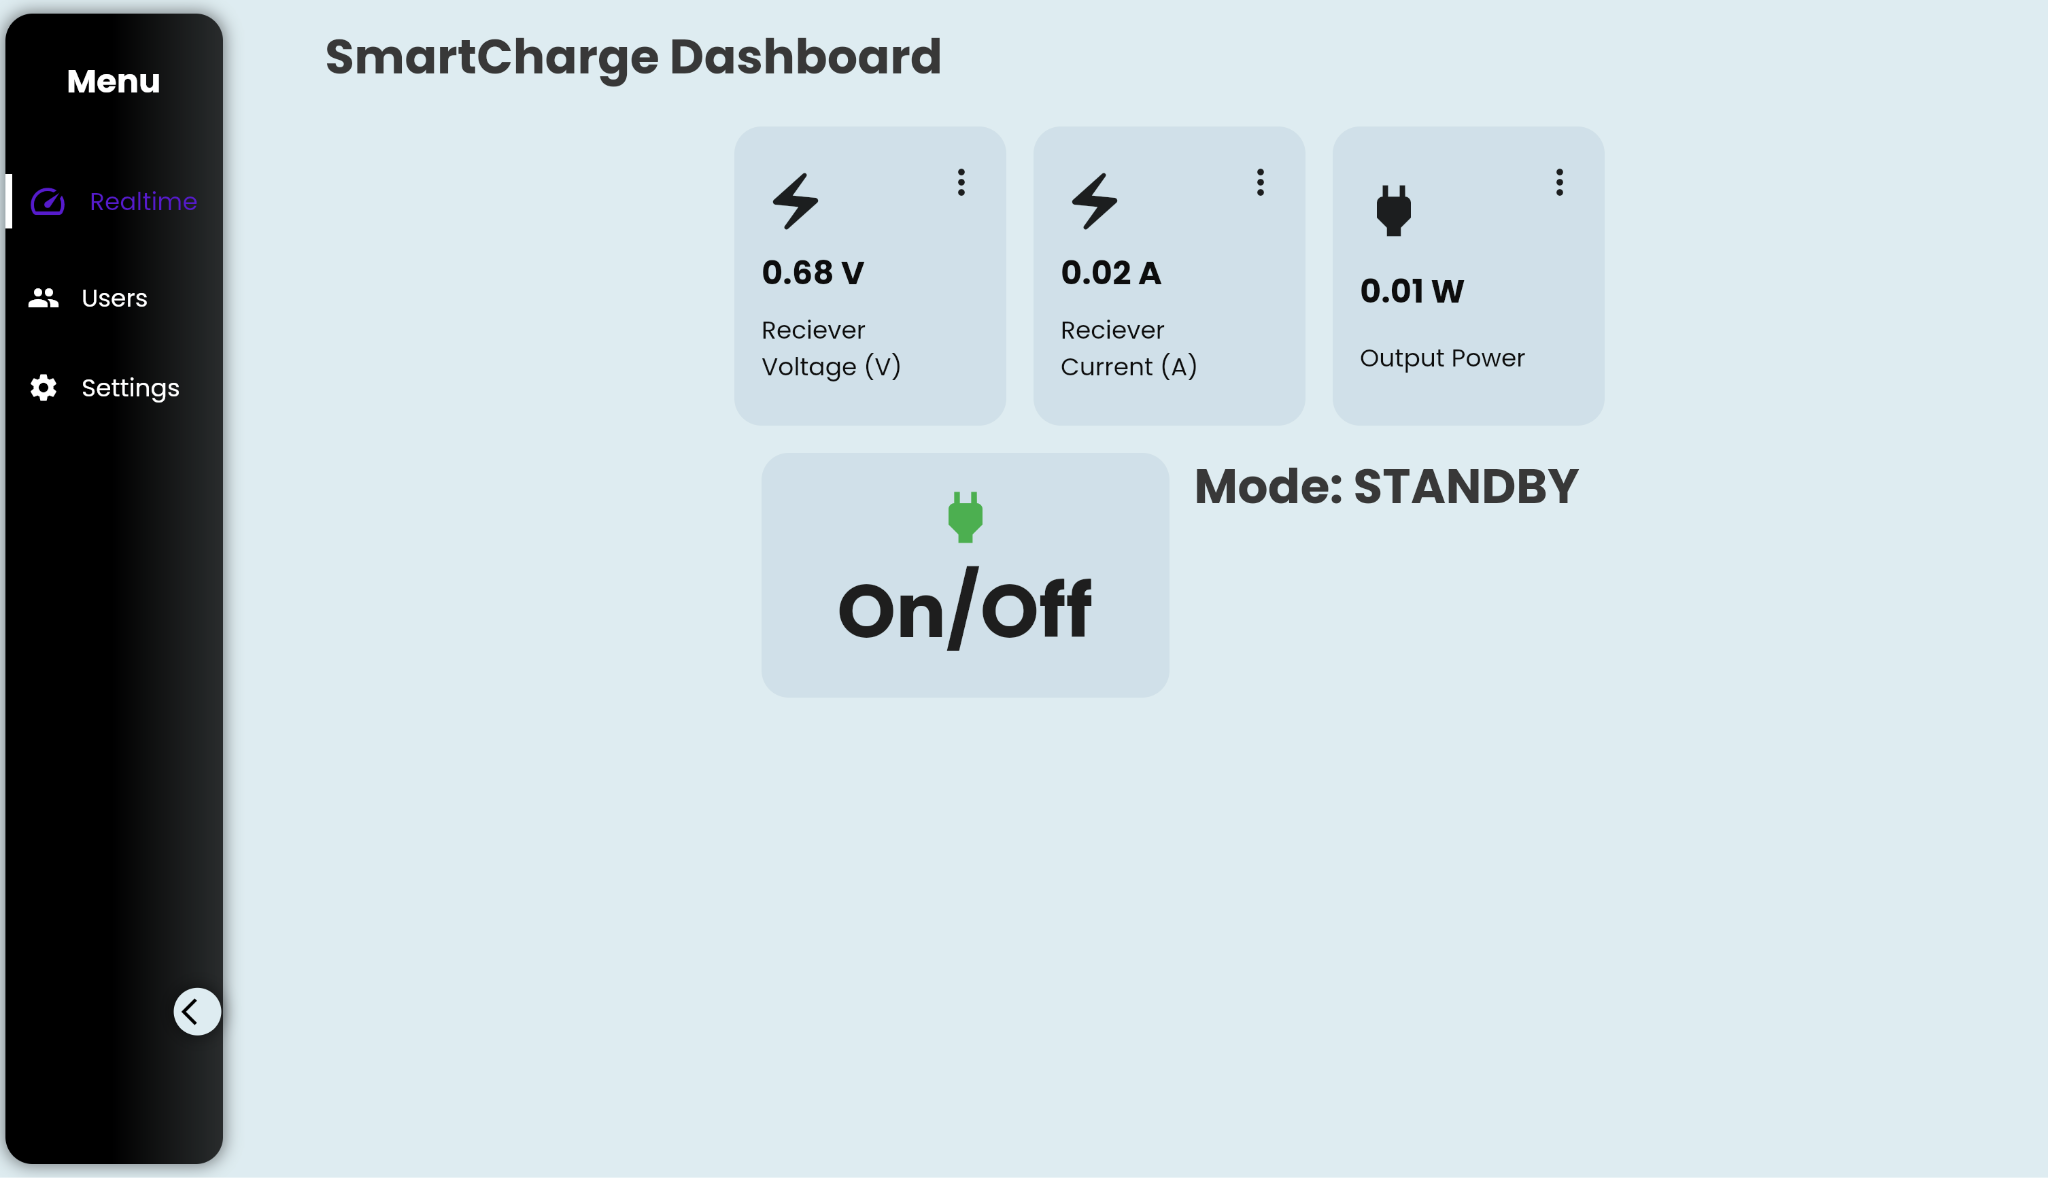 Menu
Realtime
Users
Settings
SmartCharge Dashboard
0.68 V
Reciever
Voltage (V)
0.02 A
Reciever
Current (A)
0.01 W
Output Power
On/Off
Mode: STANDBY